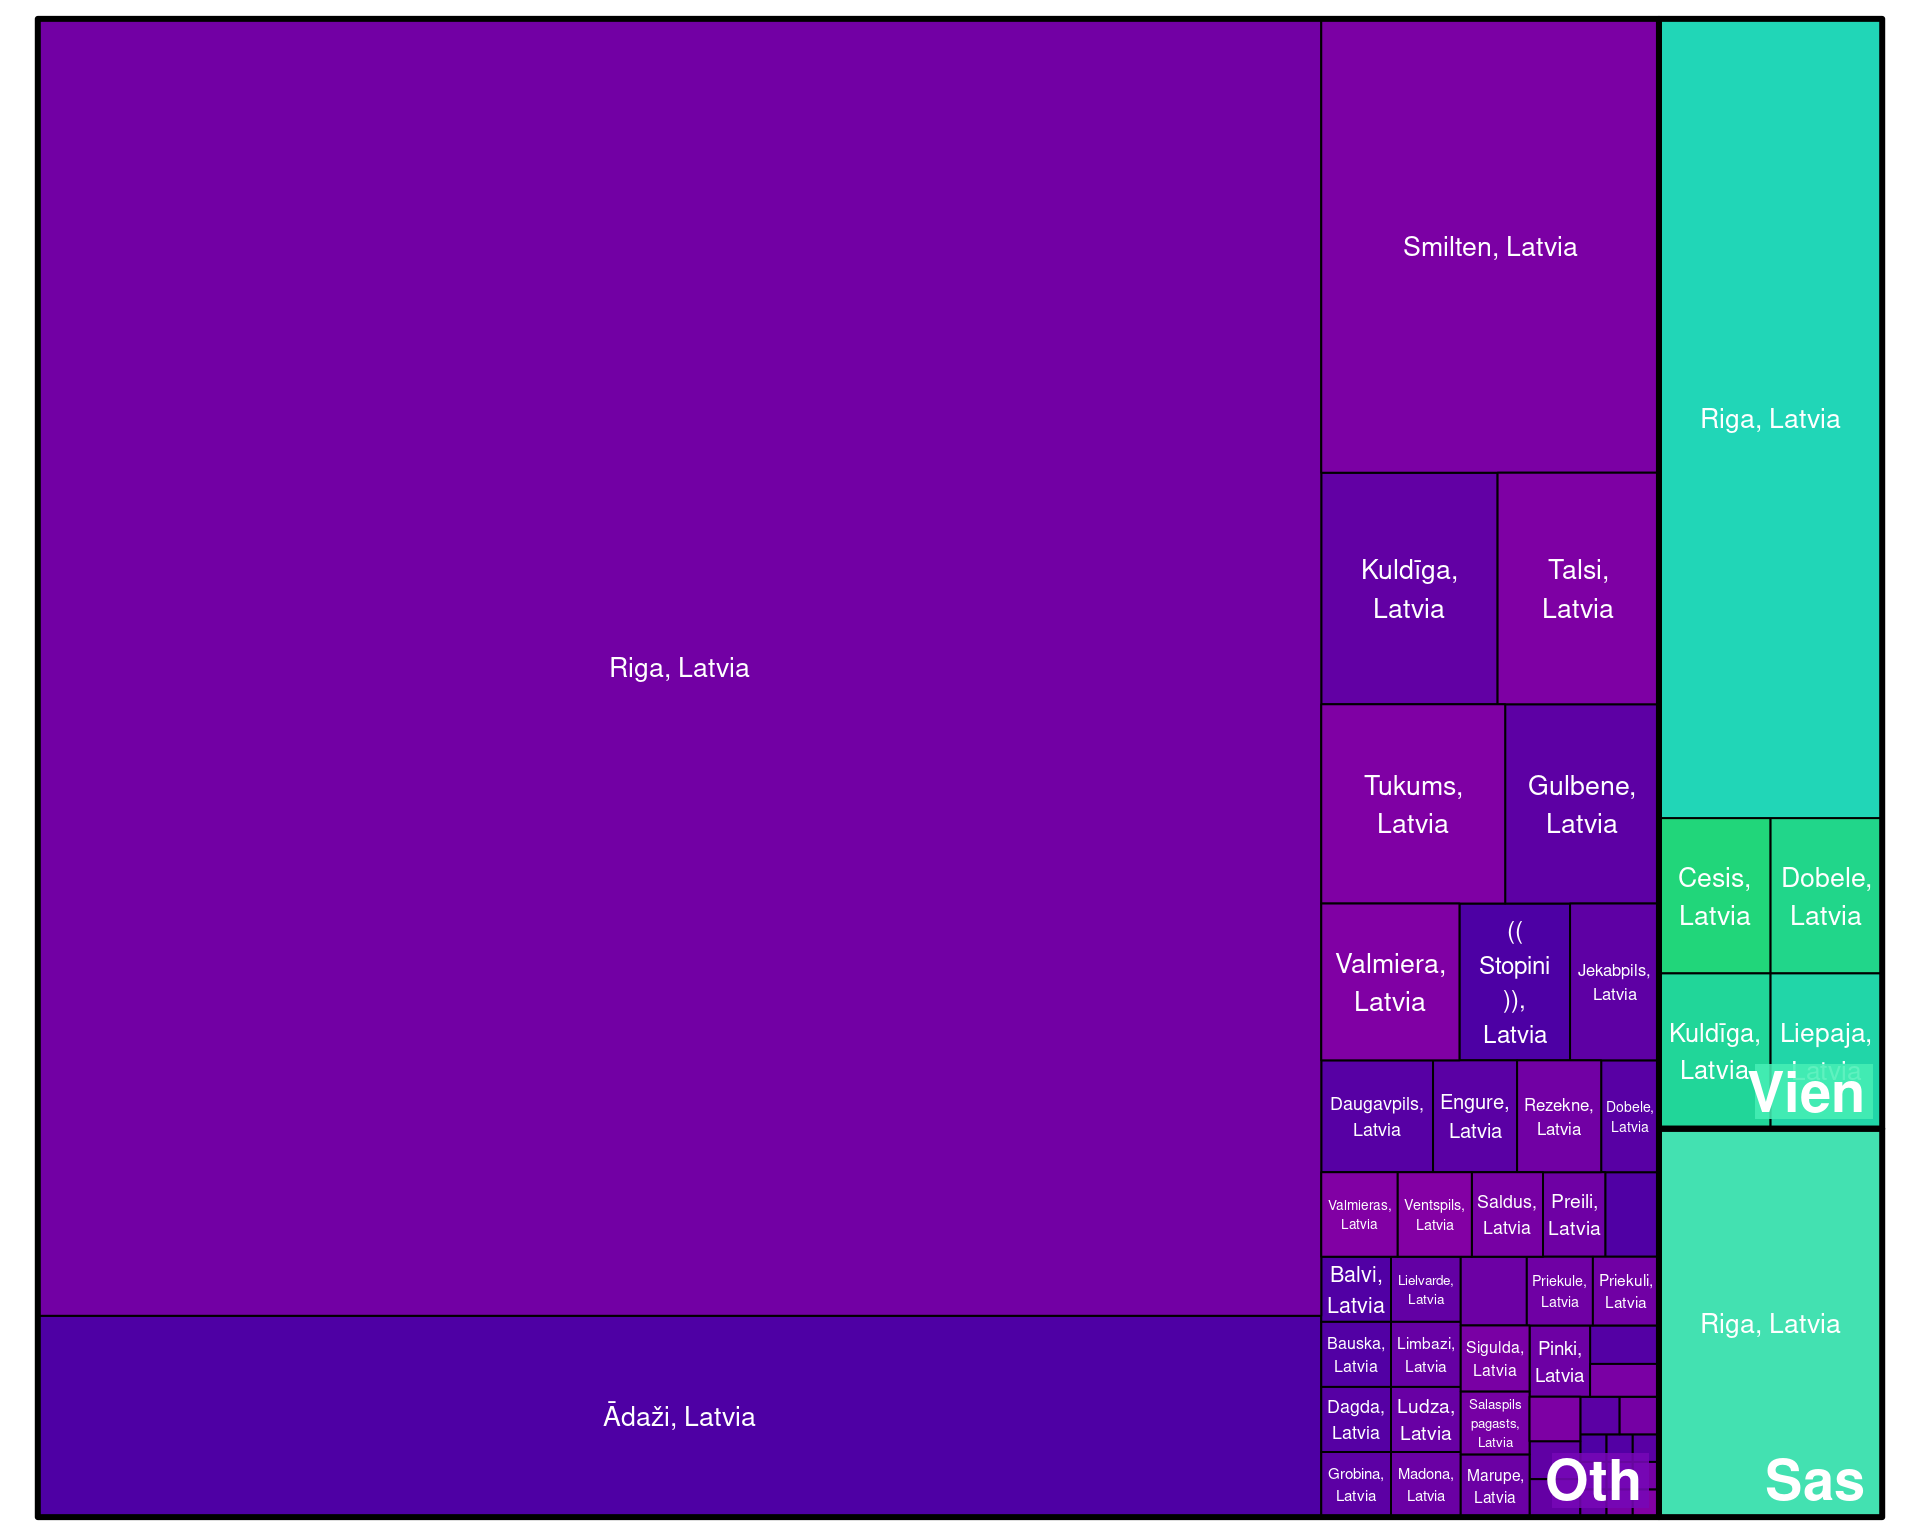 Riga, Latvia
Ādaži, Latvia
Smilten, Latvia
Kuldīga,
Latvia
Talsi,
Latvia
Tukums,
Latvia
Gulbene,
Latvia
Valmiera,
Latvia
((
Stopini
)),
Latvia
Jekabpils,
Latvia
Daugavpils,
Latvia
Engure,
Latvia
Rezekne,
Latvia
Dobele,
Latvia
Valmieras,
Latvia
Ventspils,
Latvia
Saldus,
Latvia
Preili,
Latvia
Balvi,
Latvia
Lielvarde,
Latvia
Priekule,
Latvia
Priekuli,
Latvia
Bauska,
Latvia
Limbazi,
Latvia
Sigulda,
Latvia
Pinki,
Latvia
Dagda,
Latvia
Ludza,
Latvia
Salaspils
pagasts,
Latvia
Grobina,
Latvia
Madona,
Latvia
Marupe,
Latvia
Oth
Riga, Latvia
Cesis,
Latvia
Dobele,
Latvia
Kuldīga,
Latvia
Liepaja,
Latvia
Vien
Riga, Latvia
Sas